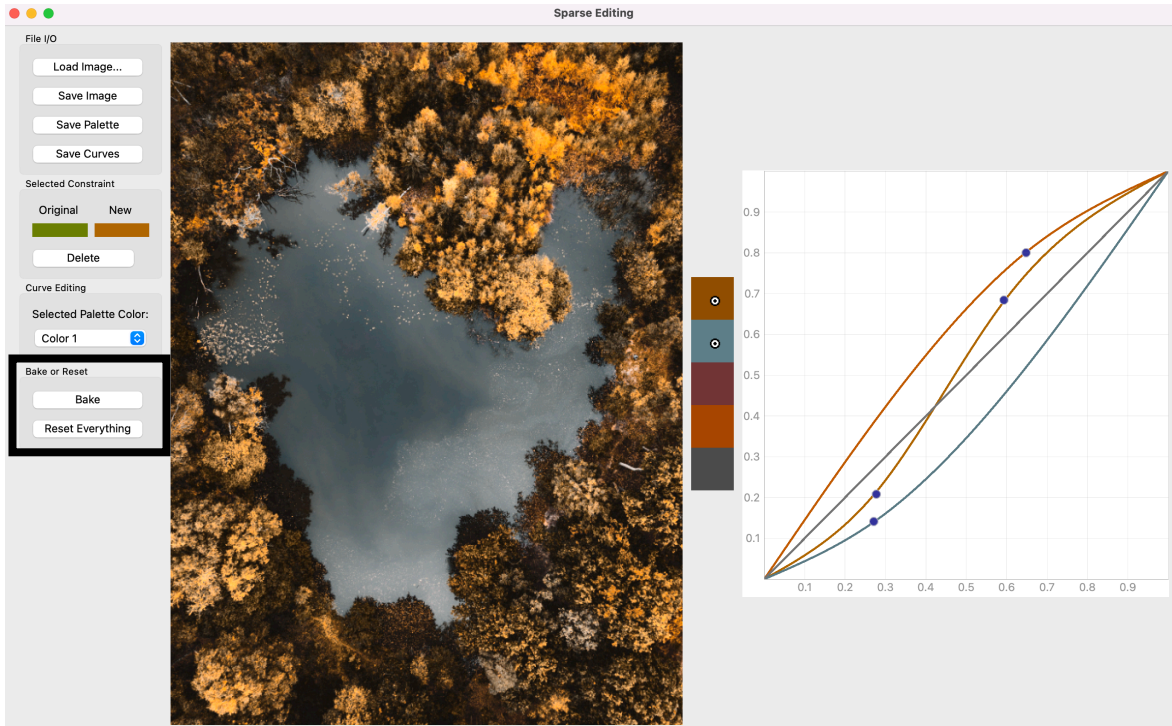 Sparse Editing
File I/O
Load Image...
Save Image
Save Palette
Save Curves
Selected Constraint
Original New
Delete
Curve Editing
Selected Palette Color:
Color 1
Bake or Reset
Bake
Reset Everything
0.9
0.8
0.7
0.6
0.5
0.4
0.3
0.2
0.1
0.1 0.2 0.3 0.4 0.5 0.6 0.7 0.8 0.9